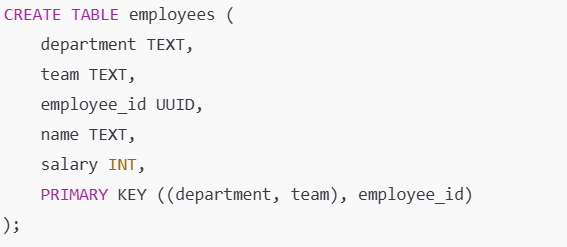 CREATE TABLE employees (
    department TEXT,
    team TEXT,
    employee_id UUID,
    name TEXT,
    salary INT,
    PRIMARY KEY ((department, team), employee_id)
);